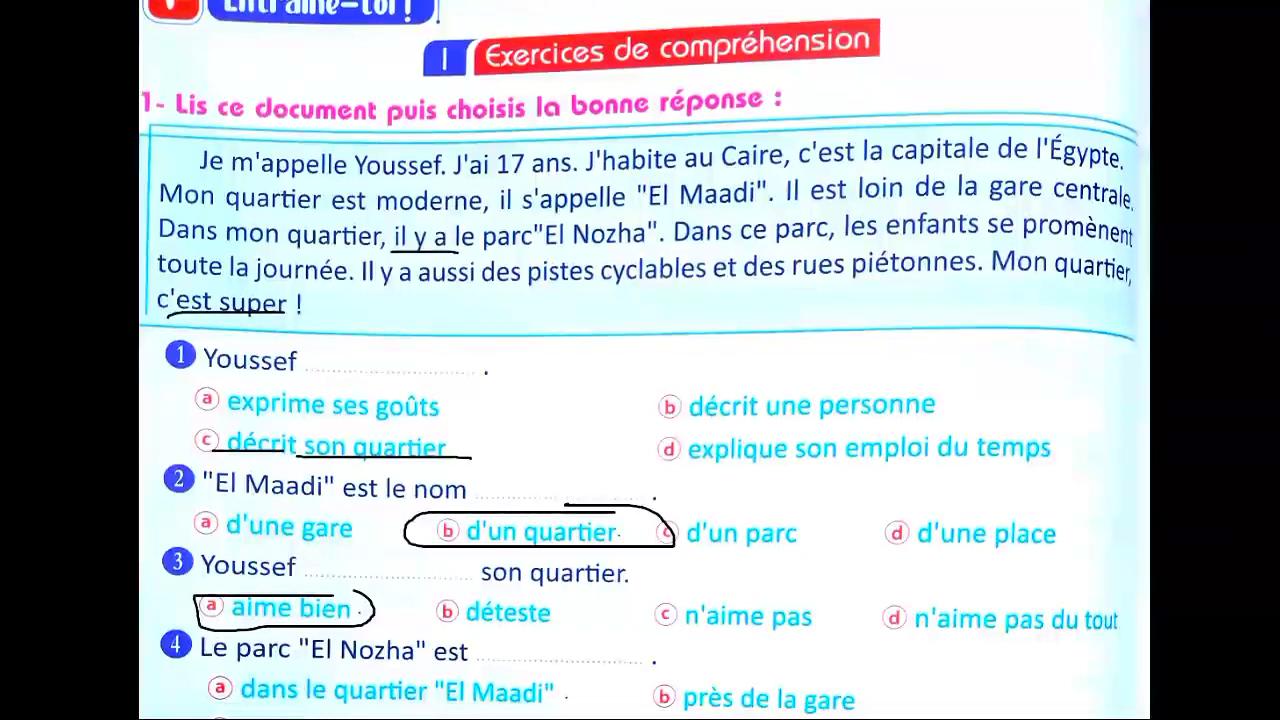 Entraîne-toi !
I Exercices de compréhension
1- Lis ce document puis choisis la bonne réponse :
Je m'appelle Youssef. J'ai 17 ans. J'habite au Caire, c'est la capitale de l'Égypte.
Mon quartier est moderne, il s'appelle "El Maadi". Il est loin de la gare centrale.
Dans mon quartier, il y a le parc"El Nozha". Dans ce parc, les enfants se promènent
toute la journée. Il y a aussi des pistes cyclables et des rues piétonnes. Mon quartier,
c'est super !
1 Youssef .................... .
a exprime ses goûts b décrit une personne
c décrit son quartier d explique son emploi du temps
2 "El Maadi" est le nom .................... .
a d'une gare b d'un quartier c d'un parc d d'une place
3 Youssef .................... son quartier.
a aime bien b déteste c n'aime pas d n'aime pas du tout
4 Le parc "El Nozha" est .................... .
a dans le quartier "El Maadi" b près de la gare